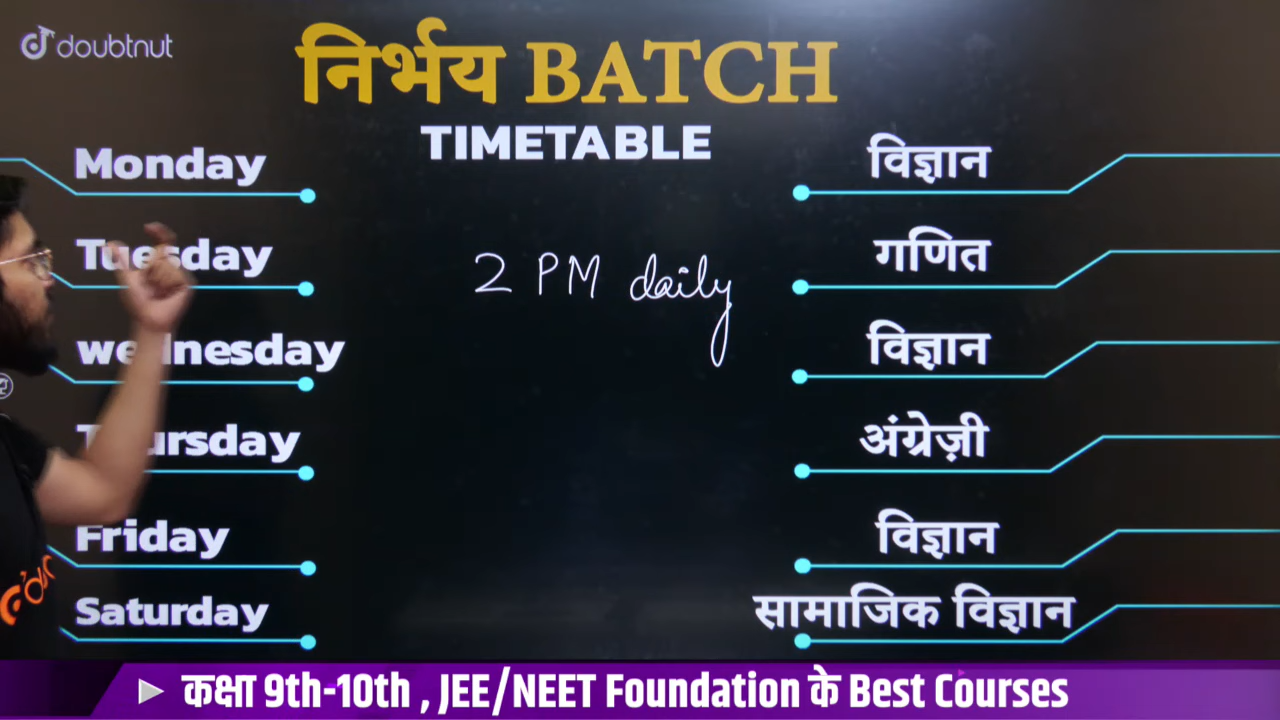 doubtnut
निर्भय BATCH
TIMETABLE
Monday विज्ञान
Tuesday गणित
2 PM daily
wednesday विज्ञान
Thursday अंग्रेज़ी
Friday विज्ञान
Saturday सामाजिक विज्ञान
कक्षा 9th-10th , JEE/NEET Foundation के Best Courses